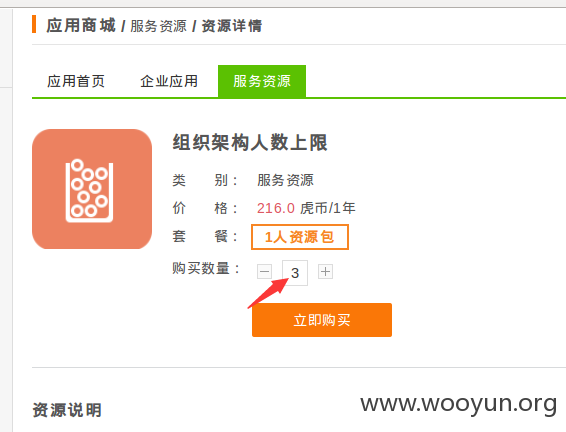 应用商城 / 服务资源 / 资源详情
应用首页 企业应用 服务资源
组织架构人数上限
类 别： 服务资源
价 格： 216.0 虎币/1年
套 餐： 1人资源包
购买数量： 3
立即购买
资源说明
www.wooyun.org